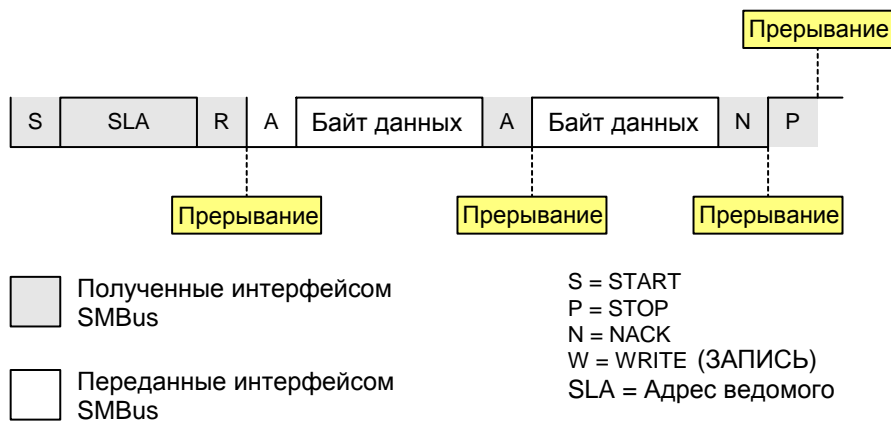 Прерывание
S SLA R A Байт данных A Байт данных N P
Прерывание Прерывание Прерывание
Полученные интерфейсом
SMBus
Переданные интерфейсом
SMBus
S = START
P = STOP
N = NACK
W = WRITE (ЗАПИСЬ)
SLA = Адрес ведомого